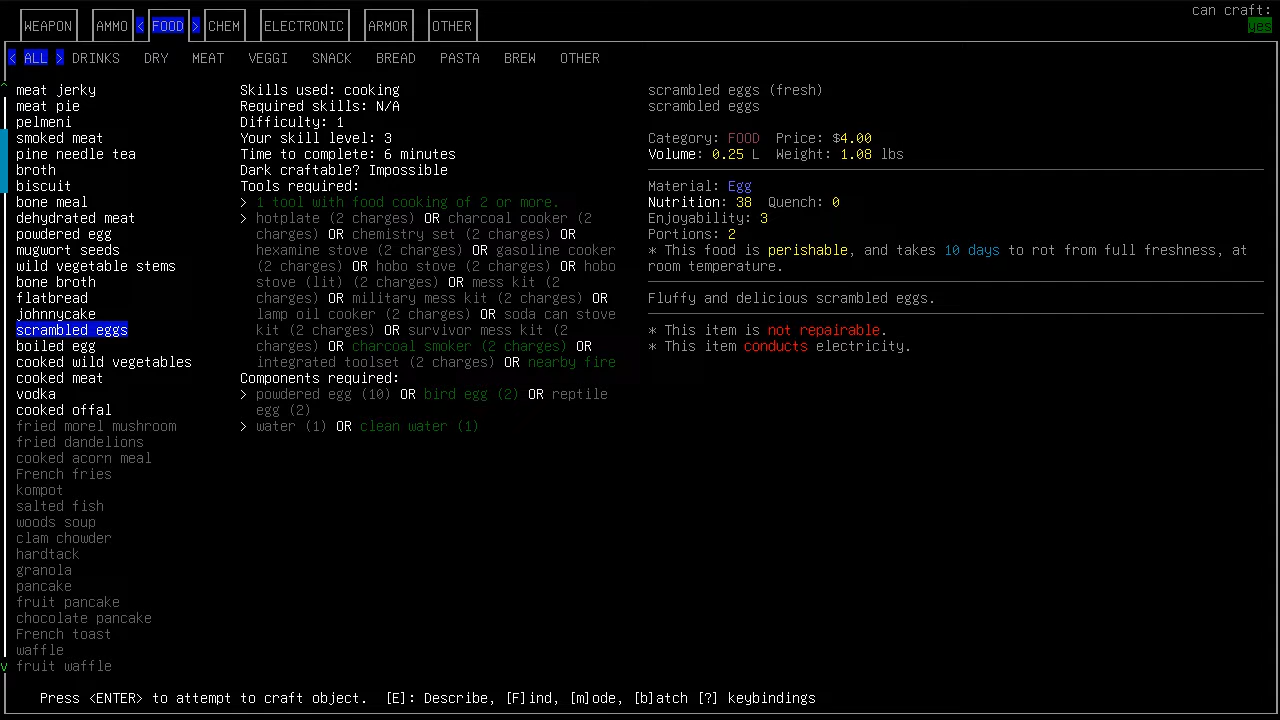 can craft:
WEAPON AMMO < FOOD > CHEM ELECTRONIC ARMOR OTHER yes
< ALL > DRINKS DRY MEAT VEGGI SNACK BREAD PASTA BREW OTHER
^
meat jerky
meat pie
pelmeni
smoked meat
pine needle tea
broth
biscuit
bone meal
dehydrated meat
powdered egg
mugwort seeds
wild vegetable stems
bone broth
flatbread
johnnycake
scrambled eggs
boiled egg
cooked wild vegetables
cooked meat
vodka
cooked offal
fried morel mushroom
fried dandelions
cooked acorn meal
French fries
kompot
salted fish
woods soup
clam chowder
hardtack
granola
pancake
fruit pancake
chocolate pancake
French toast
waffle
v fruit waffle
Skills used: cooking
Required skills: N/A
Difficulty: 1
Your skill level: 3
Time to complete: 6 minutes
Dark craftable? Impossible
Tools required:
> 1 tool with food cooking of 2 or more.
> hotplate (2 charges) OR charcoal cooker (2
charges) OR chemistry set (2 charges) OR
hexamine stove (2 charges) OR gasoline cooker
(2 charges) OR hobo stove (2 charges) OR hobo
stove (lit) (2 charges) OR mess kit (2
charges) OR military mess kit (2 charges) OR
lamp oil cooker (2 charges) OR soda can stove
kit (2 charges) OR survivor mess kit (2
charges) OR charcoal smoker (2 charges) OR
integrated toolset (2 charges) OR nearby fire
Components required:
> powdered egg (10) OR bird egg (2) OR reptile
egg (2)
> water (1) OR clean water (1)
scrambled eggs (fresh)
scrambled eggs
Category: FOOD Price: $4.00
Volume: 0.25 L Weight: 1.08 lbs
Material: Egg
Nutrition: 38 Quench: 0
Enjoyability: 3
Portions: 2
* This food is perishable, and takes 10 days to rot from full freshness, at
room temperature.
Fluffy and delicious scrambled eggs.
* This item is not repairable.
* This item conducts electricity.
Press <ENTER> to attempt to craft object. [E]: Describe, [F]ind, [m]ode, [b]atch [?] keybindings